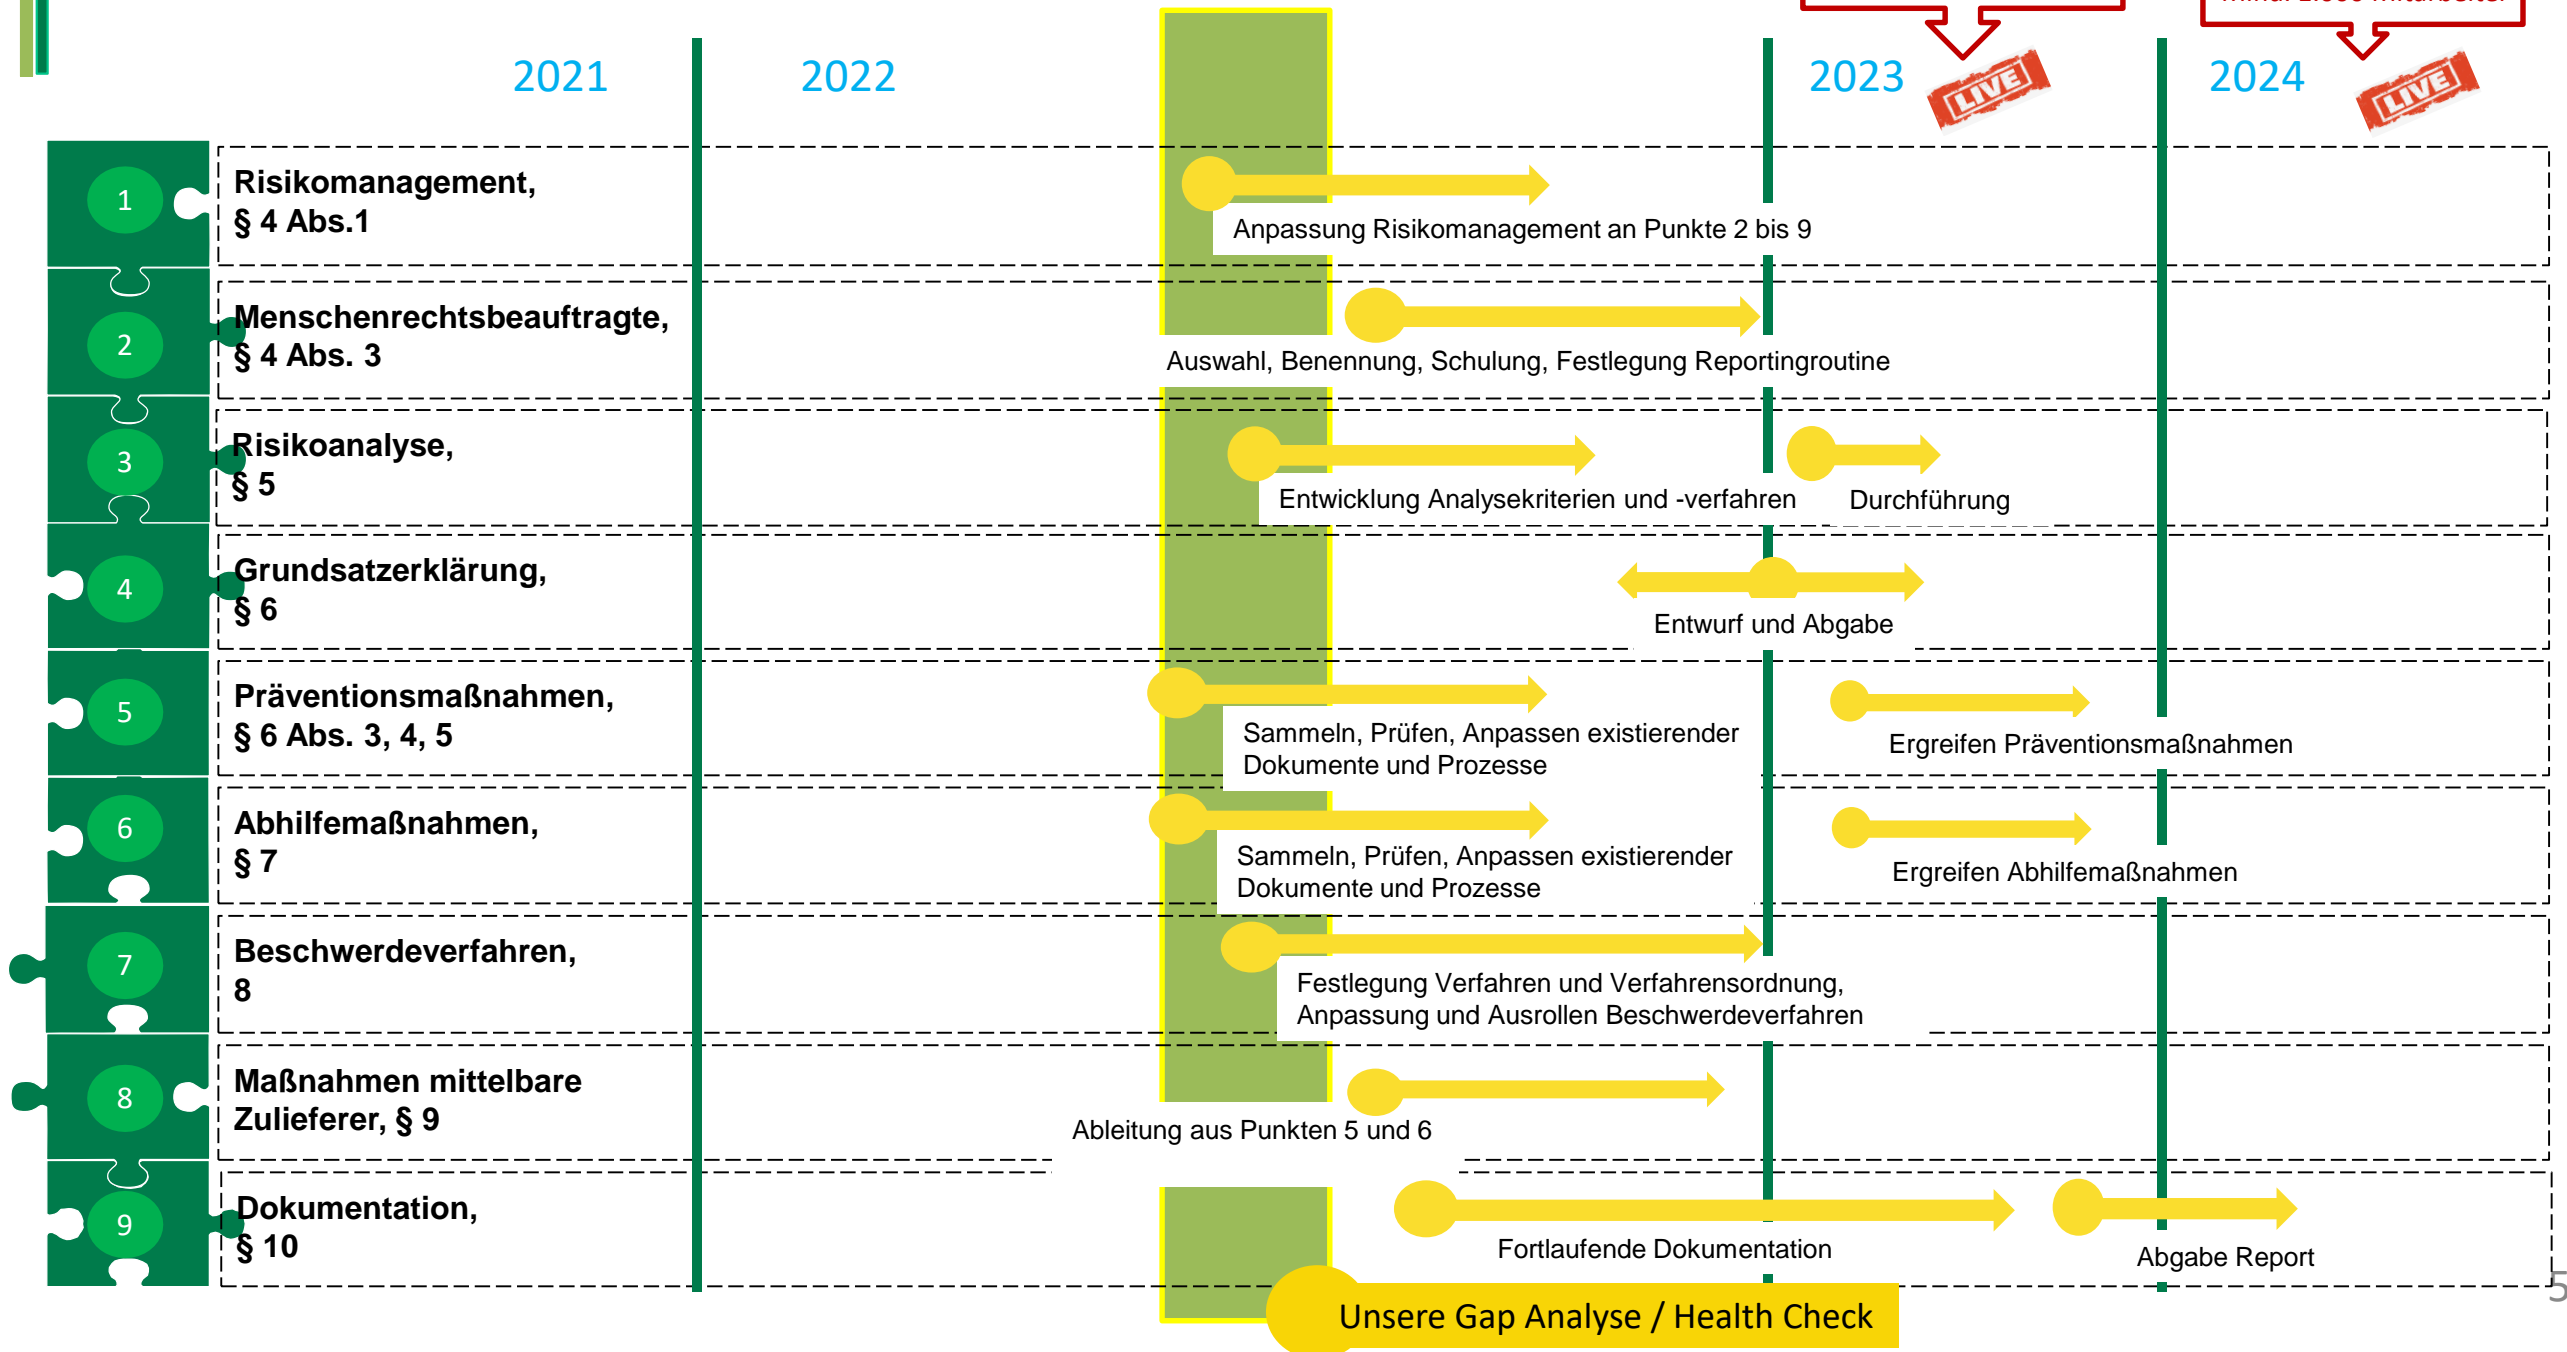 2021
2022
2023
LIVE
2024
LIVE
1
Risikomanagement,
§ 4 Abs.1
Anpassung Risikomanagement an Punkte 2 bis 9
2
Menschenrechtsbeauftragte,
§ 4 Abs. 3
Auswahl, Benennung, Schulung, Festlegung Reportingroutine
3
Risikoanalyse,
§ 5
Entwicklung Analysekriterien und -verfahren
Durchführung
4
Grundsatzerklärung,
§ 6
Entwurf und Abgabe
5
Präventionsmaßnahmen,
§ 6 Abs. 3, 4, 5
Sammeln, Prüfen, Anpassen existierender
Dokumente und Prozesse
Ergreifen Präventionsmaßnahmen
6
Abhilfemaßnahmen,
§ 7
Sammeln, Prüfen, Anpassen existierender
Dokumente und Prozesse
Ergreifen Abhilfemaßnahmen
7
Beschwerdeverfahren,
8
Festlegung Verfahren und Verfahrensordnung,
Anpassung und Ausrollen Beschwerdeverfahren
8
Maßnahmen mittelbare
Zulieferer, § 9
Ableitung aus Punkten 5 und 6
9
Dokumentation,
§ 10
Fortlaufende Dokumentation
Abgabe Report
5
Unsere Gap Analyse / Health Check